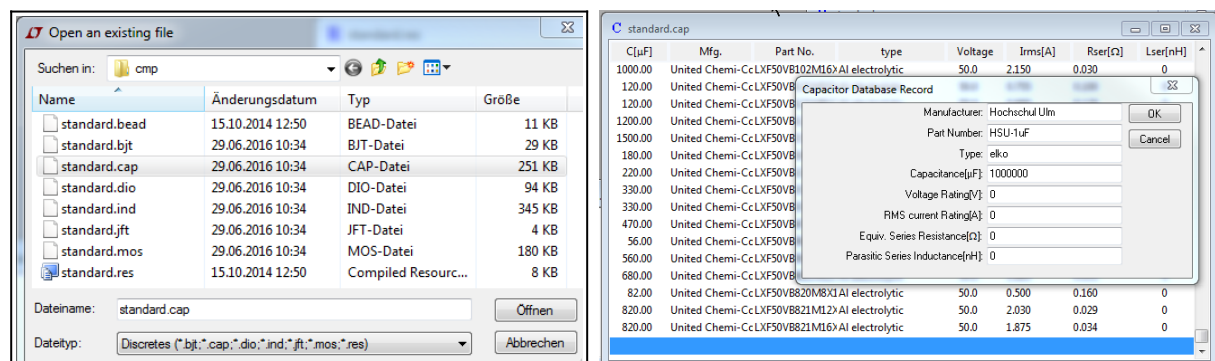 Open an existing file
Suchen in: cmp
Name Änderungsdatum Typ Größe
standard.bead 15.10.2014 12:50 BEAD-Datei 11 KB
standard.bjt 29.06.2016 10:34 BJT-Datei 29 KB
standard.cap 29.06.2016 10:34 CAP-Datei 251 KB
standard.dio 29.06.2016 10:34 DIO-Datei 94 KB
standard.ind 29.06.2016 10:34 IND-Datei 345 KB
standard.jft 29.06.2016 10:34 JFT-Datei 4 KB
standard.mos 29.06.2016 10:34 MOS-Datei 180 KB
standard.res 15.10.2014 12:50 Compiled Resourc... 8 KB
Dateiname: standard.cap Öffnen
Dateityp: Discretes (*.bjt;*.cap;*.dio;*.ind;*.jft;*.mos;*.res) Abbrechen
C standard.cap
C[µF] Mfg. Part No. type Voltage Irms[A] Rser[Ω] Lser[nH]
1000.00 United Chemi-Cc LXF50VB102M16X Al electrolytic 50.0 2.150 0.030 0
120.00 United Chemi-Cc LXF50VB
120.00 United Chemi-Cc LXF50VB
1200.00 United Chemi-Cc LXF50VB
1500.00 United Chemi-Cc LXF50VB
180.00 United Chemi-Cc LXF50VB
220.00 United Chemi-Cc LXF50VB
330.00 United Chemi-Cc LXF50VB
330.00 United Chemi-Cc LXF50VB
470.00 United Chemi-Cc LXF50VB
56.00 United Chemi-Cc LXF50VB
560.00 United Chemi-Cc LXF50VB
680.00 United Chemi-Cc LXF50VB
82.00 United Chemi-Cc LXF50VB820M8X1 Al electrolytic 50.0 0.500 0.160 0
820.00 United Chemi-Cc LXF50VB821M12X Al electrolytic 50.0 2.030 0.029 0
820.00 United Chemi-Cc LXF50VB821M16X Al electrolytic 50.0 1.875 0.034 0
Capacitor Database Record
Manufacturer: Hochschul Ulm OK
Part Number: HSU-1uF Cancel
Type: elko
Capacitance[µF]: 1000000
Voltage Rating[V]: 0
RMS current Rating[A]: 0
Equiv. Series Resistance[Ω]: 0
Parasitic Series Inductance[nH]: 0